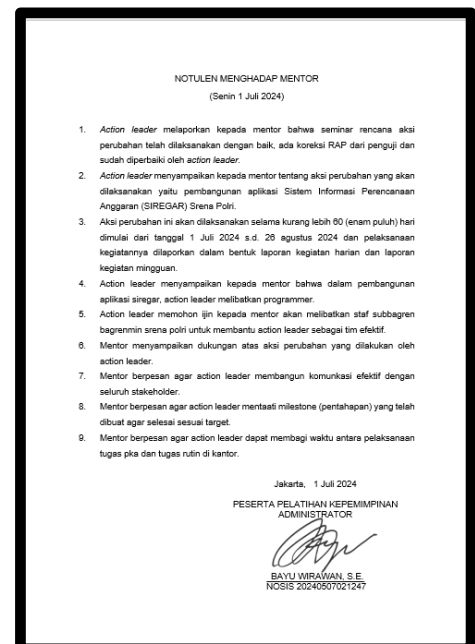 NOTULEN MENGHADAP MENTOR
(Senin 1 Juli 2024)
1. Action leader melaporkan kepada mentor bahwa seminar rencana aksi
perubahan telah dilaksanakan dengan baik, ada koreksi RAP dari penguji dan
sudah diperbaiki oleh action leader.
2. Action leader menyampaikan kepada mentor tentang aksi perubahan yang akan
dilaksanakan yaitu pembangunan aplikasi Sistem Informasi Perencanaan
Anggaran (SIREGAR) Srena Polri.
3. Aksi perubahan ini akan dilaksanakan selama kurang lebih 60 (enam puluh) hari
dimulai dari tanggal 1 Juli 2024 s.d. 26 agustus 2024 dan pelaksanaan
kegiatannya dilaporkan dalam bentuk laporan kegiatan harian dan laporan
kegiatan mingguan.
4. Action leader menyampaikan kepada mentor bahwa dalam pembangunan
aplikasi siregar, action leader melibatkan programmer.
5. Action leader memohon ijin kepada mentor akan melibatkan staf subbagren
bagrenmin srena polri untuk membantu action leader sebagai tim efektif.
6. Mentor menyampaikan dukungan atas aksi perubahan yang dilakukan oleh
action leader.
7. Mentor berpesan agar action leader membangun komunkasi efektif dengan
seluruh stakeholder.
8. Mentor berpesan agar action leader mentaati milestone (pentahapan) yang telah
dibuat agar selesai sesuai target.
9. Mentor berpesan agar action leader dapat membagi waktu antara pelaksanaan
tugas pka dan tugas rutin di kantor.
Jakarta, 1 Juli 2024
PESERTA PELATIHAN KEPEMIMPINAN
ADMINISTRATOR
BAYU WIRAWAN, S.E.
NOSIS 20240507021247